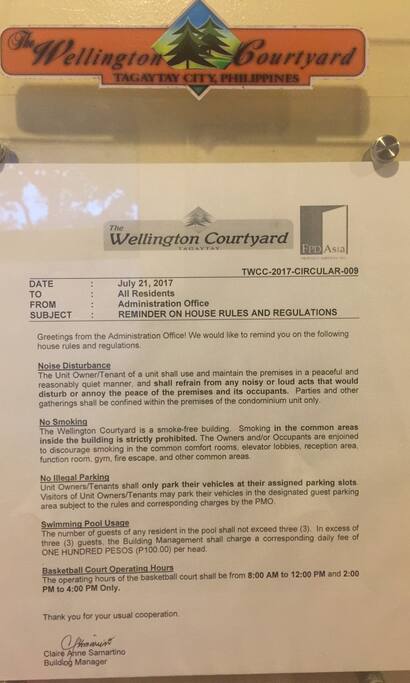 The Wellington Courtyard
TAGAYTAY CITY, PHILIPPINES
The
Wellington Courtyard
TAGAYTAY
FPD Asia
TWCC-2017-CIRCULAR-009
DATE : July 21, 2017
TO : All Residents
FROM : Administration Office
SUBJECT : REMINDER ON HOUSE RULES AND REGULATIONS
Greetings from the Administration Office! We would like to remind you on the following
house rules and regulations.
Noise Disturbance
The Unit Owner/Tenant of a unit shall use and maintain the premises in a peaceful and
reasonably quiet manner, and shall refrain from any noisy or loud acts that would
disturb or annoy the peace of the premises and its occupants. Parties and other
gatherings shall be confined within the premises of the condominium unit only.
No Smoking
The Wellington Courtyard is a smoke-free building. Smoking in the common areas
inside the building is strictly prohibited. The Owners and/or Occupants are enjoined
to discourage smoking in the common comfort rooms, elevator lobbies, reception area,
function room, gym, fire escape, and other common areas.
No Illegal Parking
Unit Owners/Tenants shall only park their vehicles at their assigned parking slots.
Visitors of Unit Owners/Tenants may park their vehicles in the designated guest parking
area subject to the rules and corresponding charges by the PMO.
Swimming Pool Usage
The number of guests of any resident in the pool shall not exceed three (3). In excess of
three (3) guests, the Building Management shall charge a corresponding daily fee of
ONE HUNDRED PESOS (P100.00) per head.
Basketball Court Operating Hours
The operating hours of the basketball court shall be from 8:00 AM to 12:00 PM and 2:00
PM to 4:00 PM Only.
Thank you for your usual cooperation.
Claire Anne Samartino
Building Manager